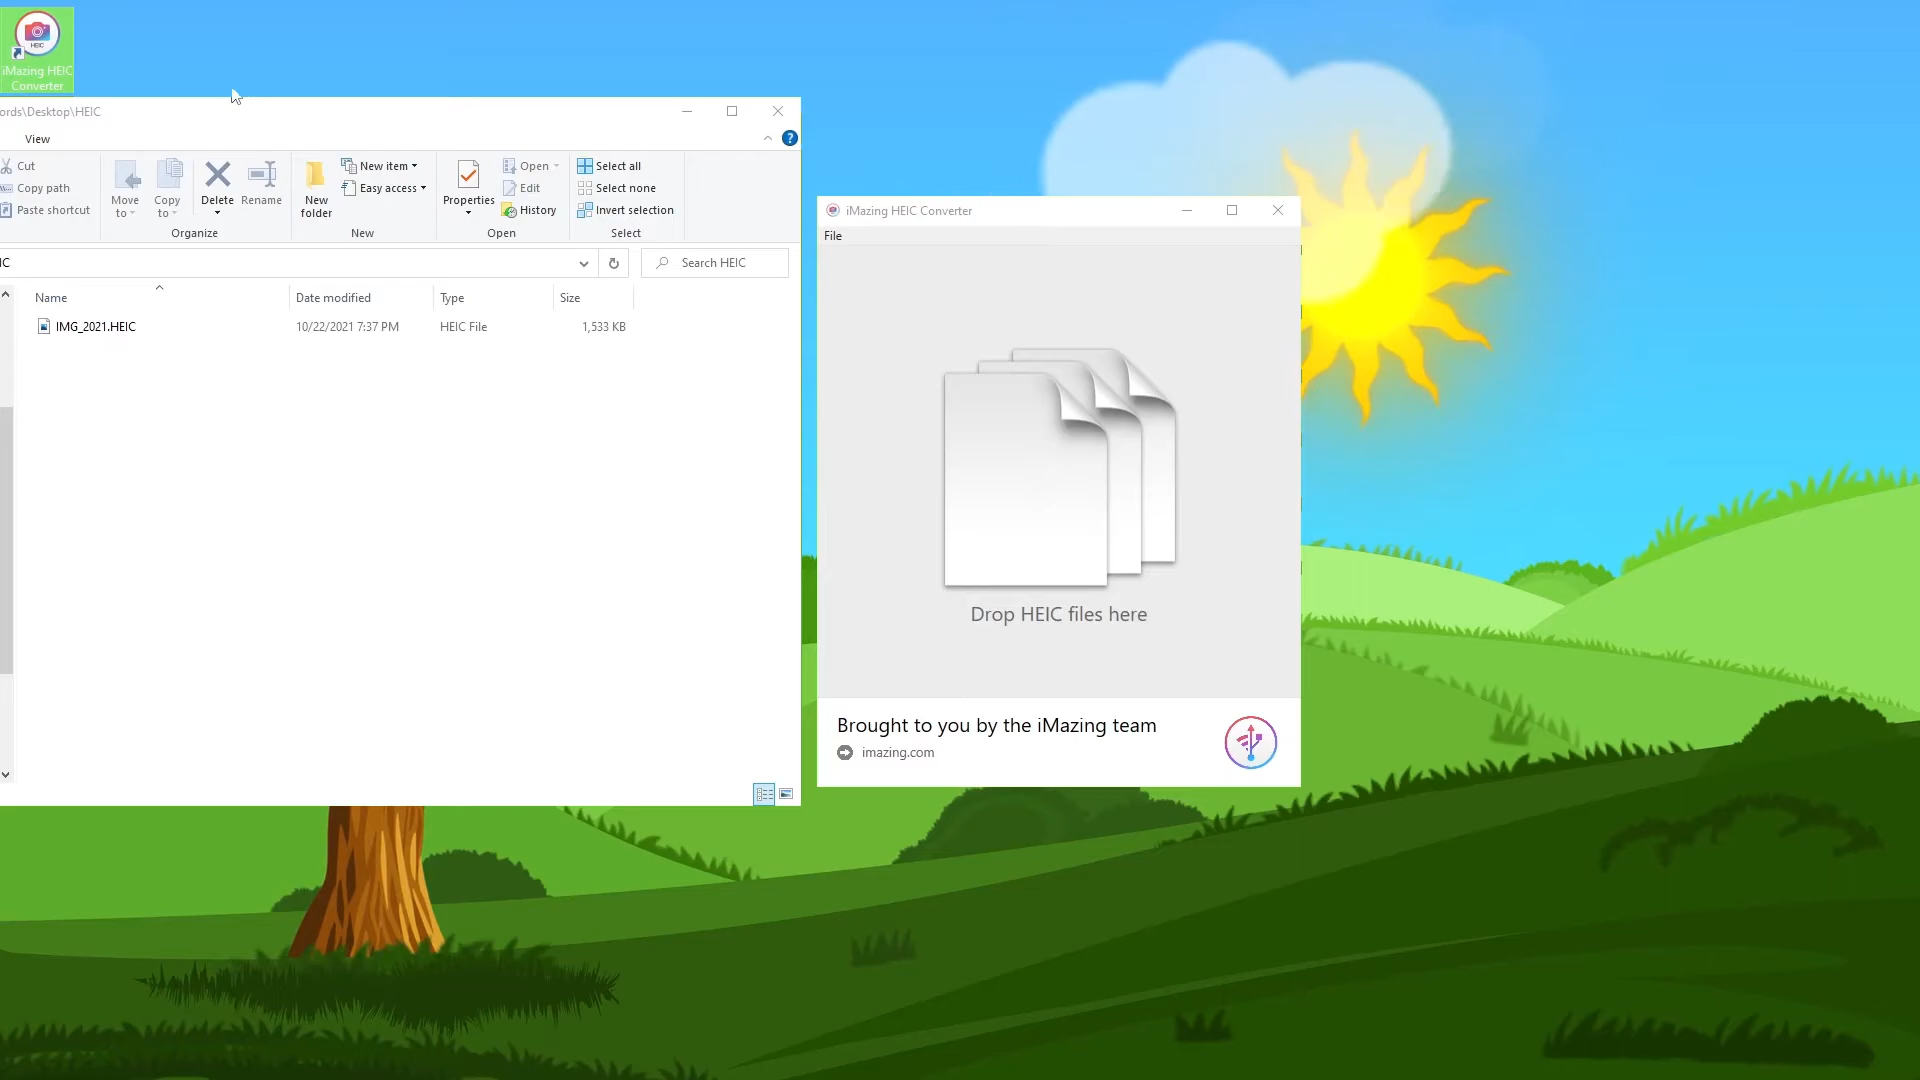 HEIC
iMazing HEIC
Converter
ords\Desktop\HEIC
View
Cut
Copy path
Paste shortcut
Move
to
Copy
to
Delete
Rename
Organize
New
folder
New item
Easy access
New
Properties
Open
Edit
History
Open
Select all
Select none
Invert selection
Select
IC
Search HEIC
Name
Date modified
Type
Size
IMG_2021.HEIC
10/22/2021 7:37 PM
HEIC File
1,533 KB
iMazing HEIC Converter
File
Drop HEIC files here
Brought to you by the iMazing team
imazing.com